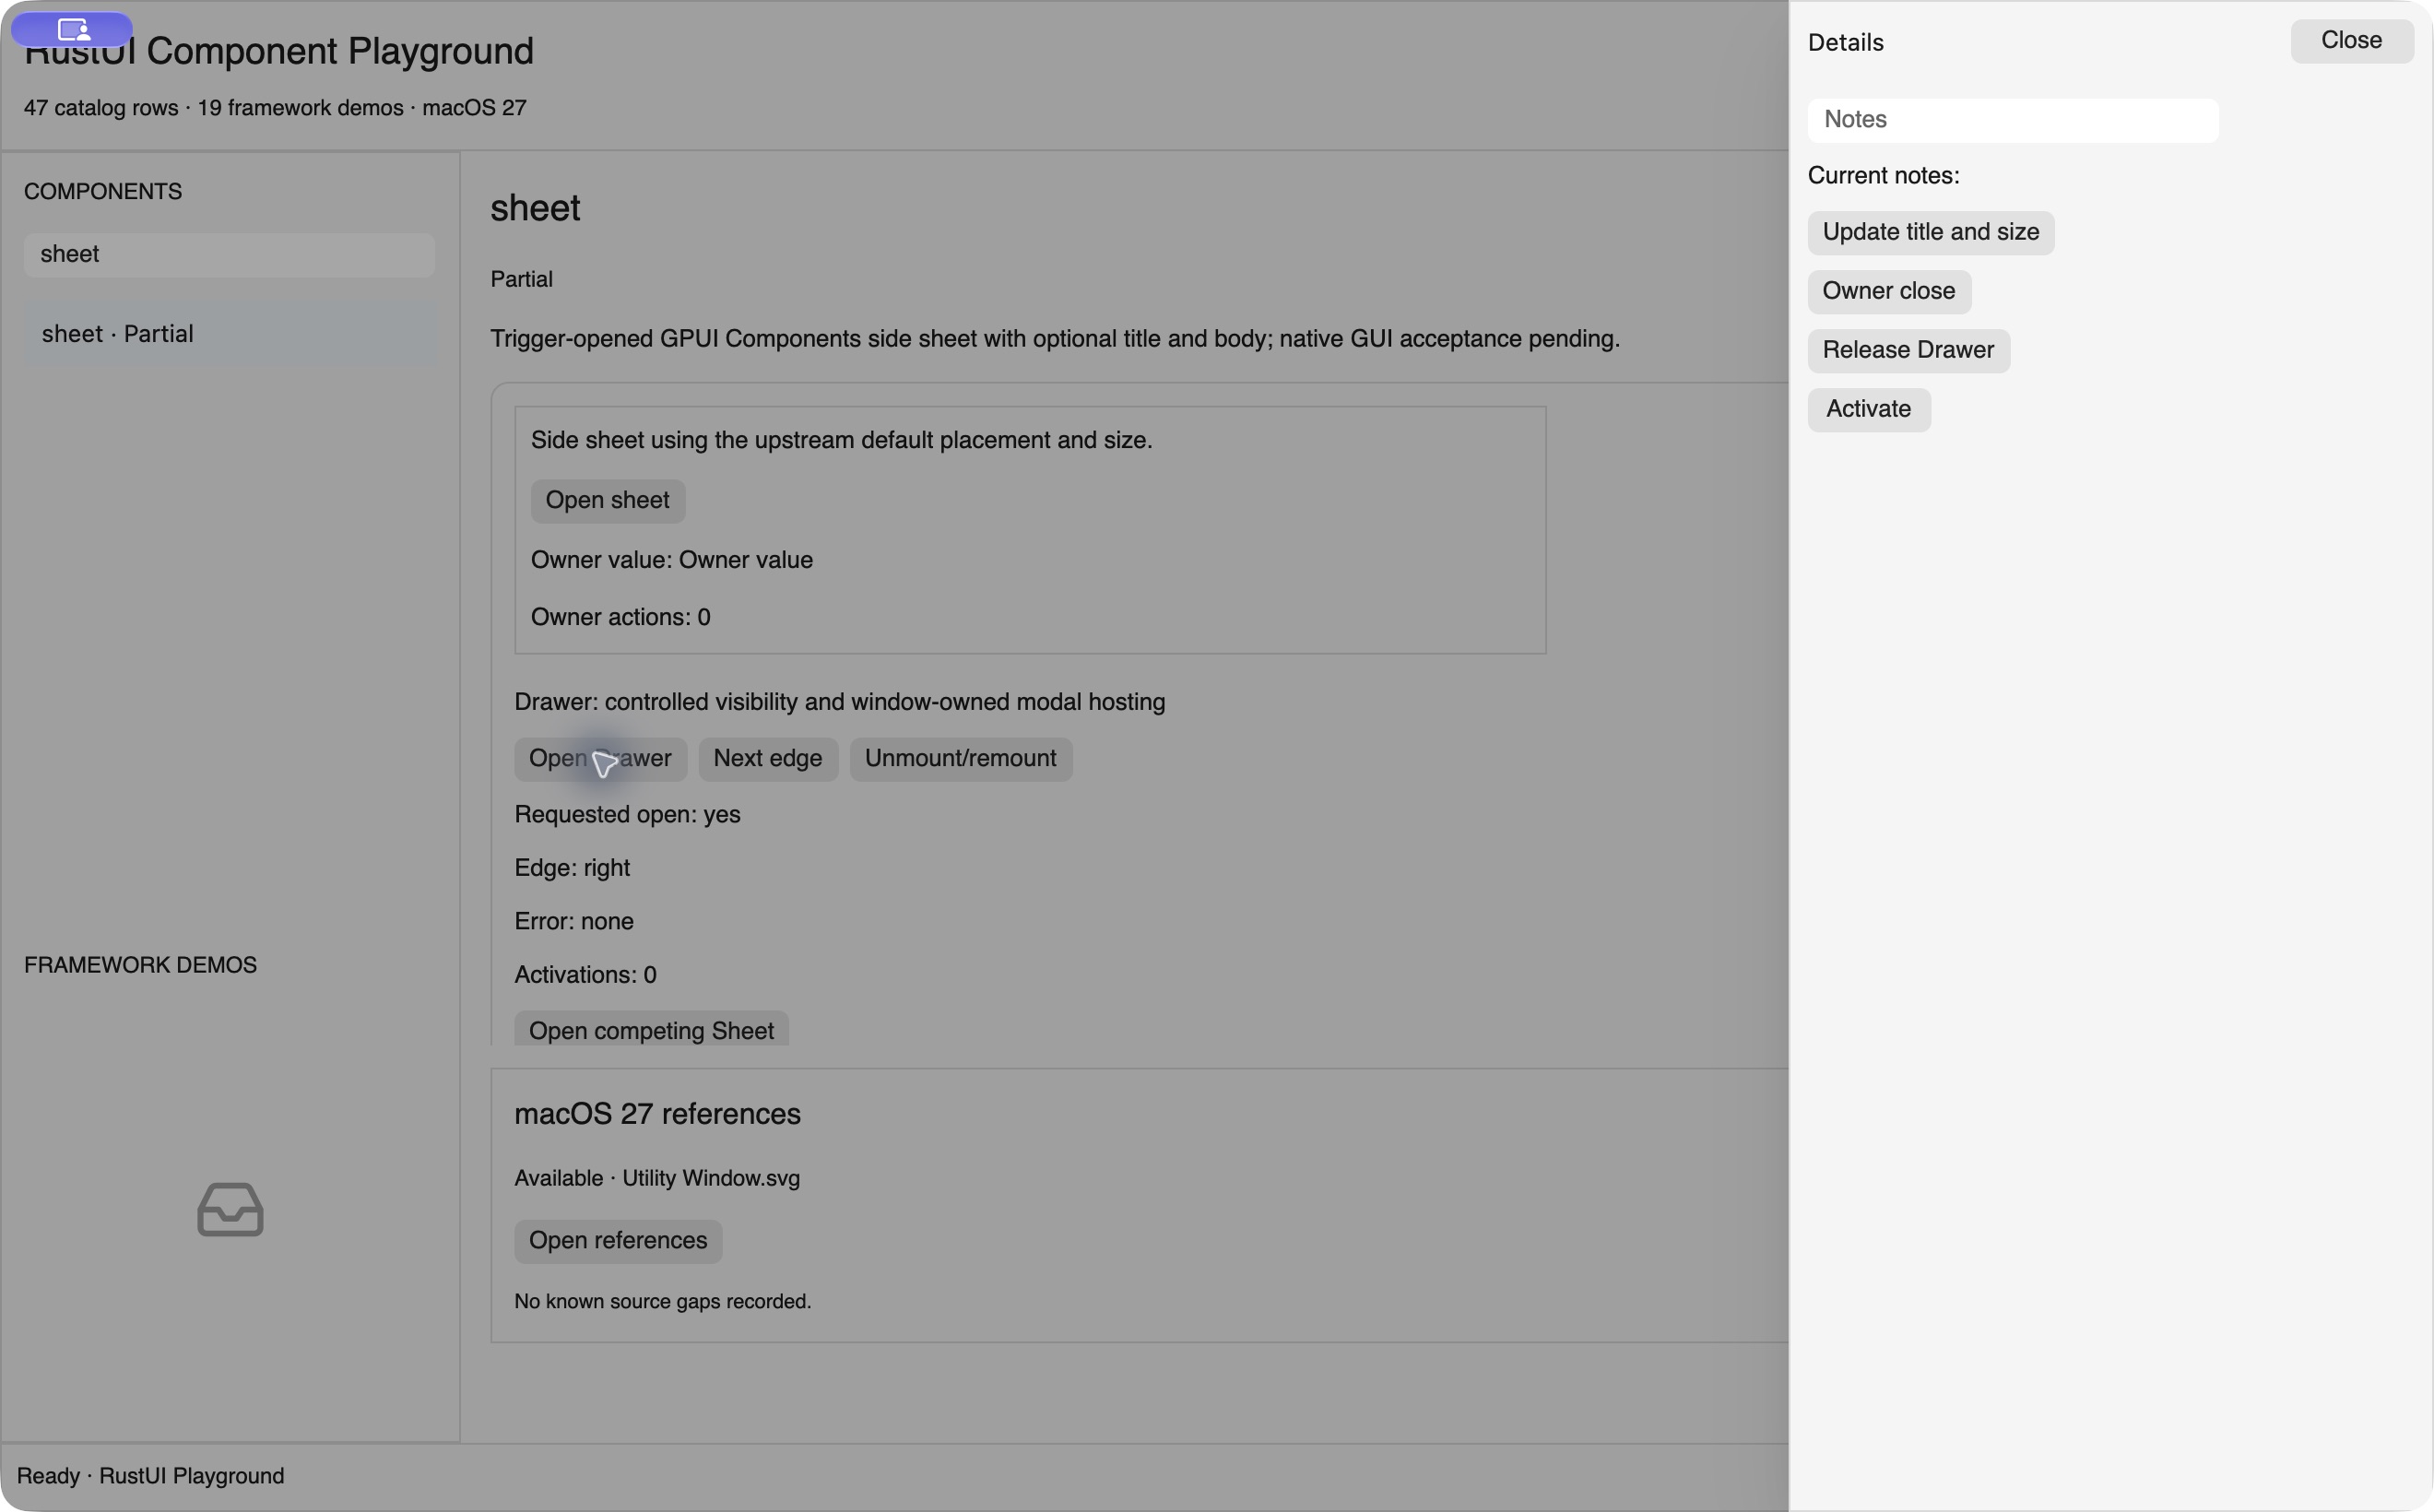 RustUI Component Playground
47 catalog rows · 19 framework demos · macOS 27
COMPONENTS
sheet
sheet · Partial
FRAMEWORK DEMOS
sheet
Partial
Trigger-opened GPUI Components side sheet with optional title and body; native GUI acceptance pending.
Side sheet using the upstream default placement and size.
Open sheet
Owner value: Owner value
Owner actions: 0
Drawer: controlled visibility and window-owned modal hosting
Open Drawer Next edge Unmount/remount
Requested open: yes
Edge: right
Error: none
Activations: 0
Open competing Sheet
macOS 27 references
Available · Utility Window.svg
Open references
No known source gaps recorded.
Ready · RustUI Playground
Details
Close
Notes
Current notes:
Update title and size
Owner close
Release Drawer
Activate